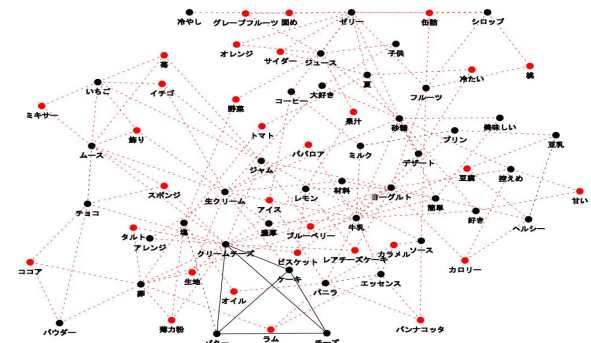 冷やし
グレープフルーツ
固め
ゼリー
缶詰
シロップ
オレンジ
サイダー
ジュース
子供
苺
夏
冷たい
桃
いちご
イチゴ
コーヒー
大好き
フルーツ
ミキサー
野菜
果汁
飾り
トマト
砂糖
プリン
美味しい
豆乳
ムース
ババロア
ミルク
デザート
ジャム
豆腐
控えめ
スポンジ
生クリーム
レモン
材料
ヨーグルト
甘い
チョコ
アイス
簡単
好き
タルト
塩
濃厚
ブルーベリー
牛乳
ヘルシー
アレンジ
クリームチーズ
ビスケット
レアチーズケーキ
カラメル
ソース
ココア
生地
ケーキ
カロリー
卵
オイル
バニラ
エッセンス
パウダー
薄力粉
バター
ラム
チーズ
パンナコッタ